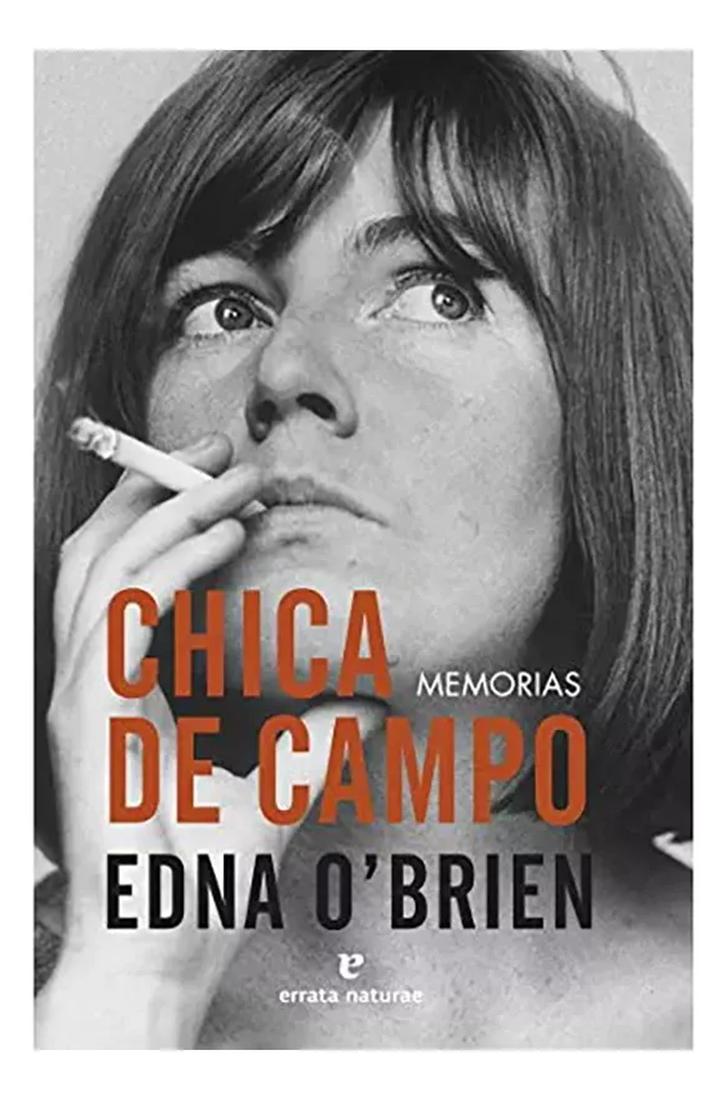 CHICA
MEMORIAS
DE CAMPO
EDNA O'BRIEN
e
errata naturae